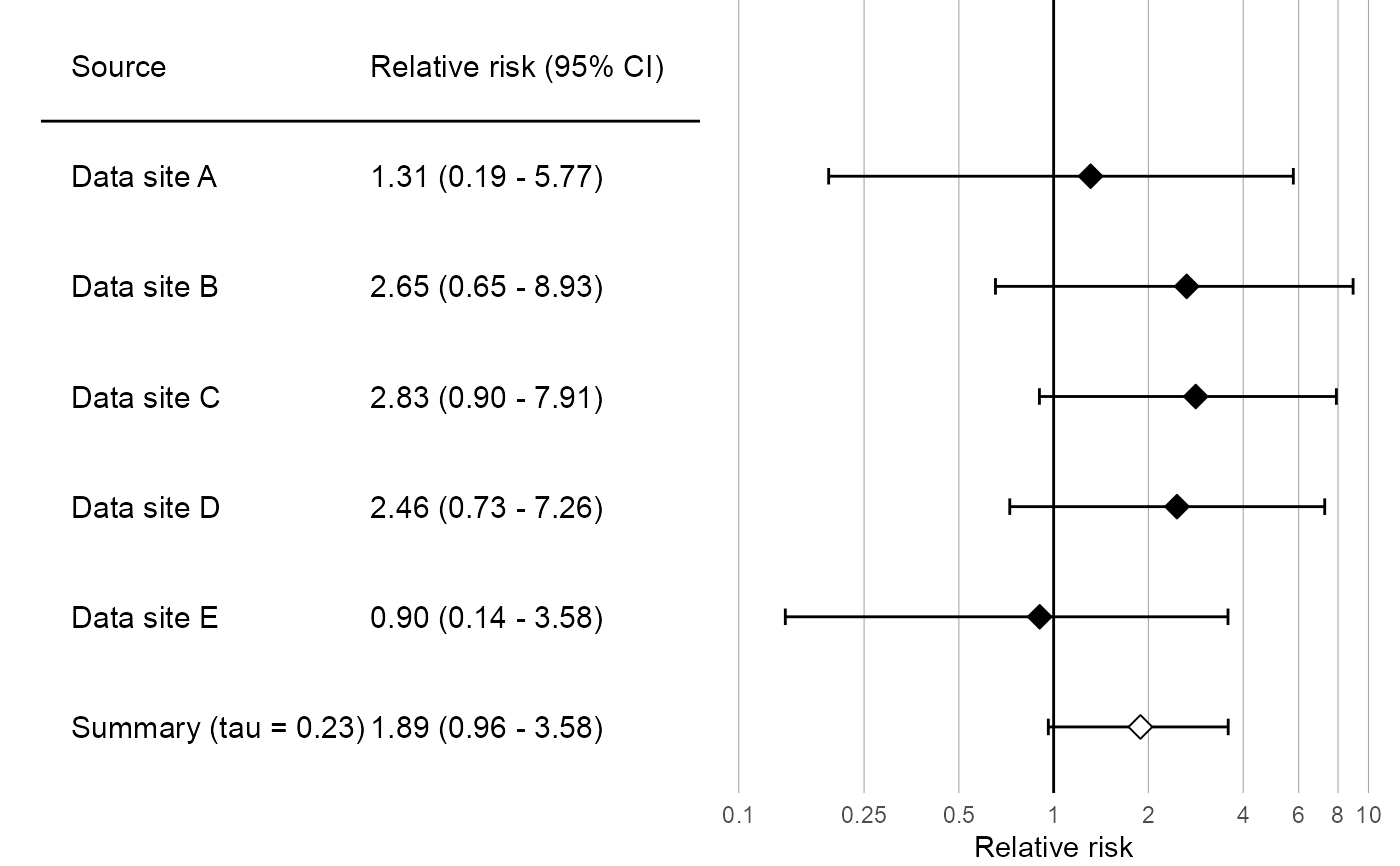 Source Relative risk (95% CI)
Data site A 1.31 (0.19 - 5.77)
Data site B 2.65 (0.65 - 8.93)
Data site C 2.83 (0.90 - 7.91)
Data site D 2.46 (0.73 - 7.26)
Data site E 0.90 (0.14 - 3.58)
Summary (tau = 0.23) 1.89 (0.96 - 3.58)
0.1 0.25 0.5 1 2 4 6 8 10
Relative risk